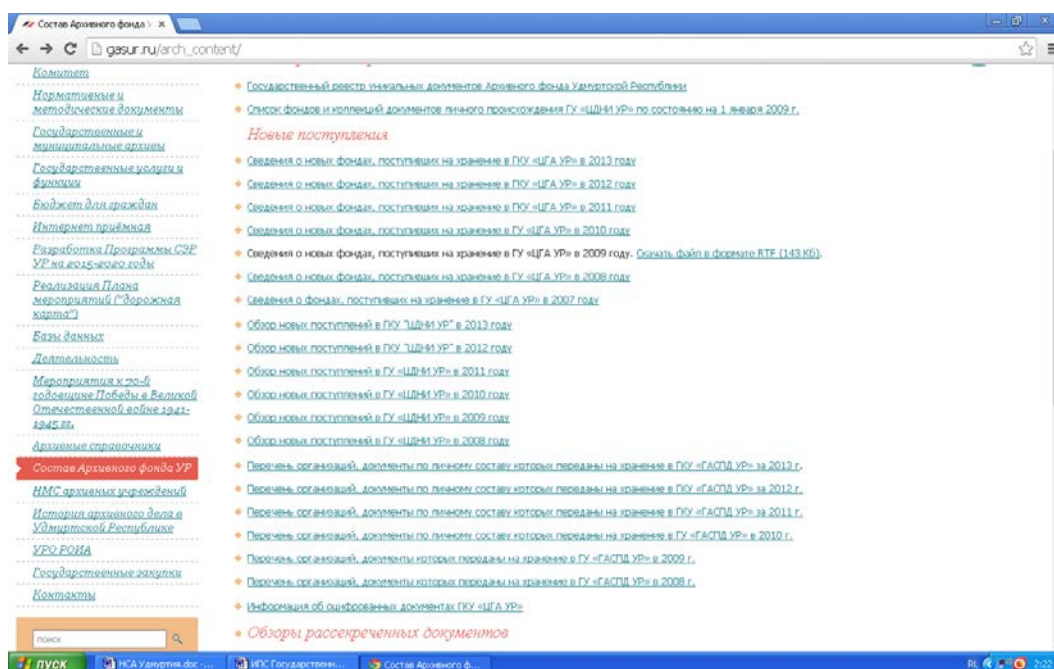 Состав Архивного фонда У
gasur.ru/arch_content/
Комитет
Нормативные и
методические документы
Государственные и
муниципальные архивы
Государственные услуги и
функции
Бюджет для граждан
Интернет приёмная
Разработка Программы СЭР
УР на 2015-2020 годы
Реализация Плана
мероприятий ("дорожная
карта")
Базы данных
Деятельность
Мероприятия к 70-й
годовщине Победы в Великой
Отечественной войне 1941-
1945 гг.
Архивные справочники
Состав Архивного фонда УР
НМС архивных учреждений
История архивного дела в
Удмуртской Республике
УРО РОИА
Государственные закупки
Контакты
поиск
Государственный реестр уникальных документов Архивного фонда Удмуртской Республики
Список фондов и коллекций документов личного происхождения ГУ «ЦДНИ УР» по состоянию на 1 января 2009 г.
Новые поступления
Сведения о новых фондах, поступивших на хранение в ГКУ «ЦГА УР» в 2013 году
Сведения о новых фондах, поступивших на хранение в ГКУ «ЦГА УР» в 2012 году
Сведения о новых фондах, поступивших на хранение в ГКУ «ЦГА УР» в 2011 году
Сведения о новых фондах, поступивших на хранение в ГУ «ЦГА УР» в 2010 году
Сведения о новых фондах, поступивших на хранение в ГУ «ЦГА УР» в 2009 году. Скачать файл в формате RTF (143 Кб).
Сведения о новых фондах, поступивших на хранение в ГУ «ЦГА УР» в 2008 году
Сведения о фондах, поступивших на хранение в ГУ «ЦГА УР» в 2007 году
Обзор новых поступлений в ГКУ "ЦДНИ УР" в 2013 году
Обзор новых поступлений в ГКУ "ЦДНИ УР" в 2012 году
Обзор новых поступлений в ГУ «ЦДНИ УР» в 2011 году
Обзор новых поступлений в ГУ «ЦДНИ УР» в 2010 году
Обзор новых поступлений в ГУ «ЦДНИ УР» в 2009 году
Обзор новых поступлений в ГУ «ЦДНИ УР» в 2008 году
Перечень организаций, документы по личному составу которых переданы на хранение в ГКУ «ГАСПД УР» за 2013 г.
Перечень организаций, документы по личному составу которых переданы на хранение в ГКУ «ГАСПД УР» за 2012 г.
Перечень организаций, документы по личному составу которых переданы на хранение в ГКУ «ГАСПД УР» за 2011 г.
Перечень организаций, документы по личному составу которых переданы на хранение в ГУ «ГАСПД УР» в 2010 г.
Перечень организаций, документы которых переданы на хранение в ГУ «ГАСПД УР» в 2009 г.
Перечень организаций, документы которых переданы на хранение в ГУ «ГАСПД УР» в 2008 г.
Информация об оцифрованных документах ГКУ «ЦГА УР»
Обзоры рассекреченных документов
пуск
НСА Удмуртия.doc -...
ИПС Государственн...
Состав Архивного ф...
RL
2:02